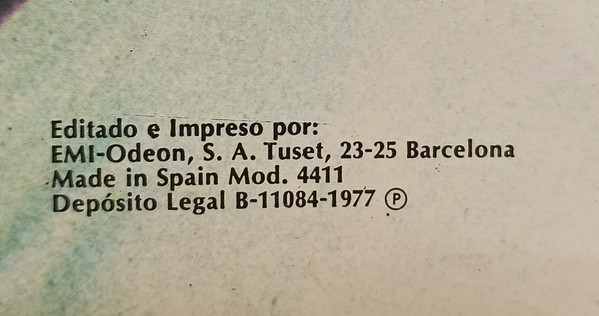 Editado e Impreso por:
EMI-Odeon, S. A. Tuset, 23-25 Barcelona
Made in Spain Mod. 4411
Depósito Legal B-11084-1977 Ⓟ